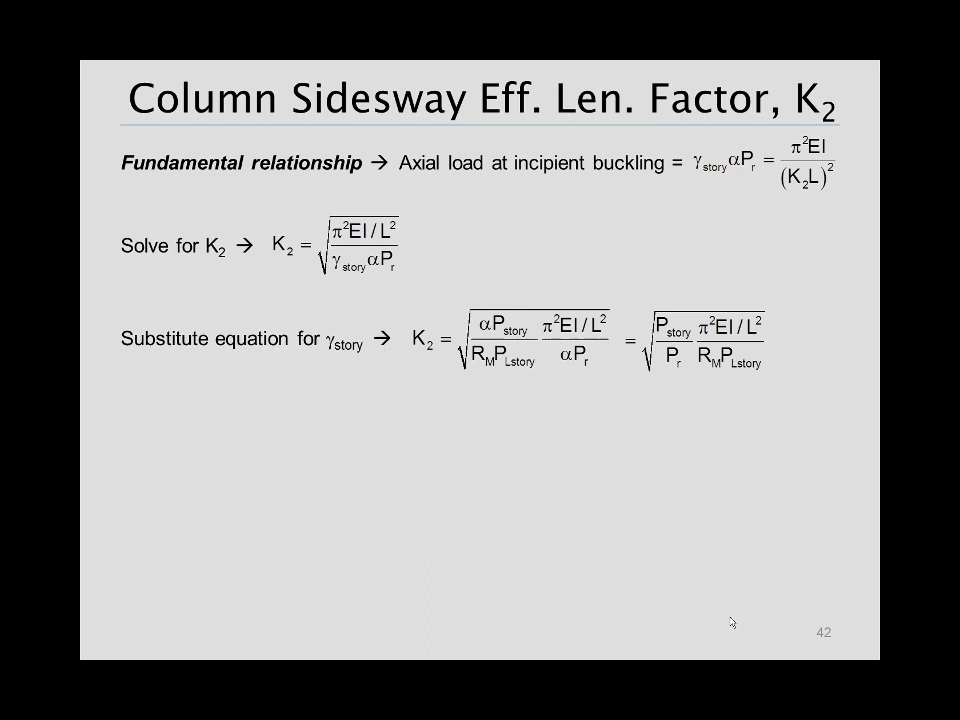 Column Sidesway Eff. Len. Factor, K₂
Fundamental relationship → Axial load at incipient buckling = γ_story αP_r = π²EI / (K₂L)²
Solve for K₂ → K₂ = √((π²EI / L²) / (γ_story αP_r))
Substitute equation for γ_story → K₂ = √((αP_story / R_M P_Lstory) (π²EI / L² / αP_r)) = √((P_story / P_r) (π²EI / L² / R_M P_Lstory))
42